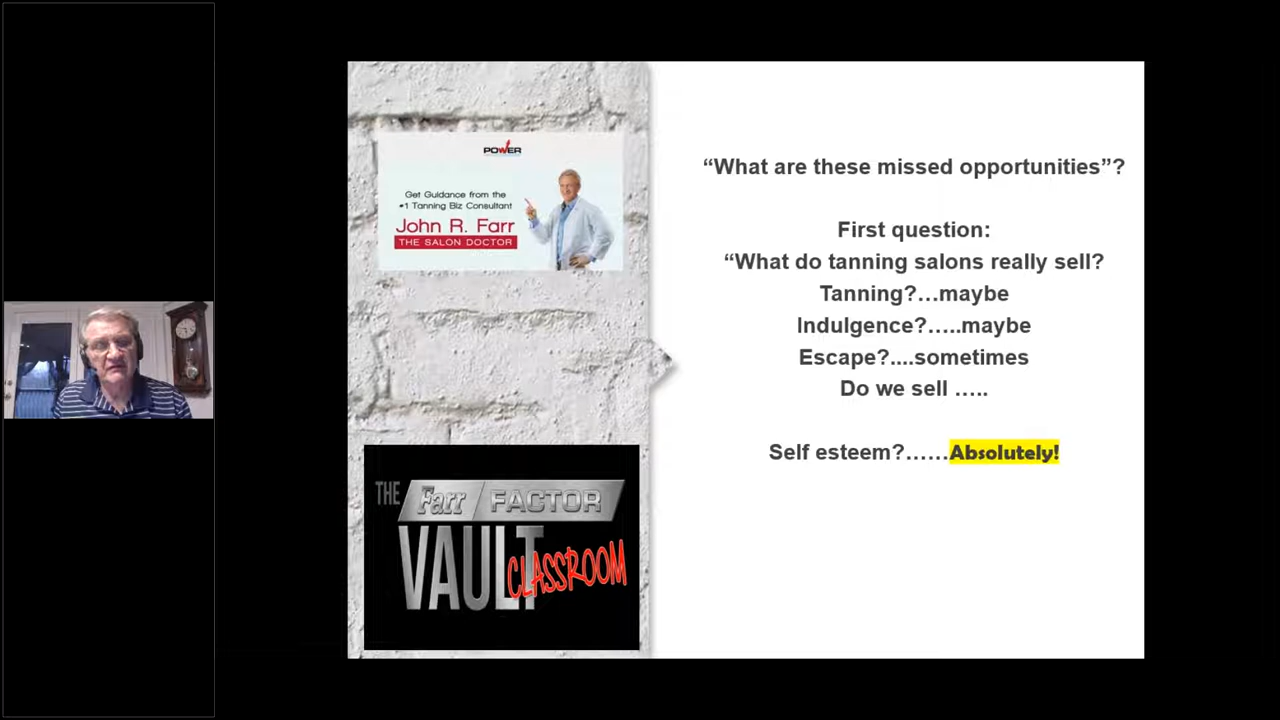 POWER
Get Guidance from the
#1 Tanning Biz Consultant
John R. Farr
THE SALON DOCTOR
THE Farr FACTOR
VAULT CLASSROOM
“What are these missed opportunities”?
First question:
“What do tanning salons really sell?
Tanning?…maybe
Indulgence?…..maybe
Escape?....sometimes
Do we sell …..
Self esteem?……Absolutely!